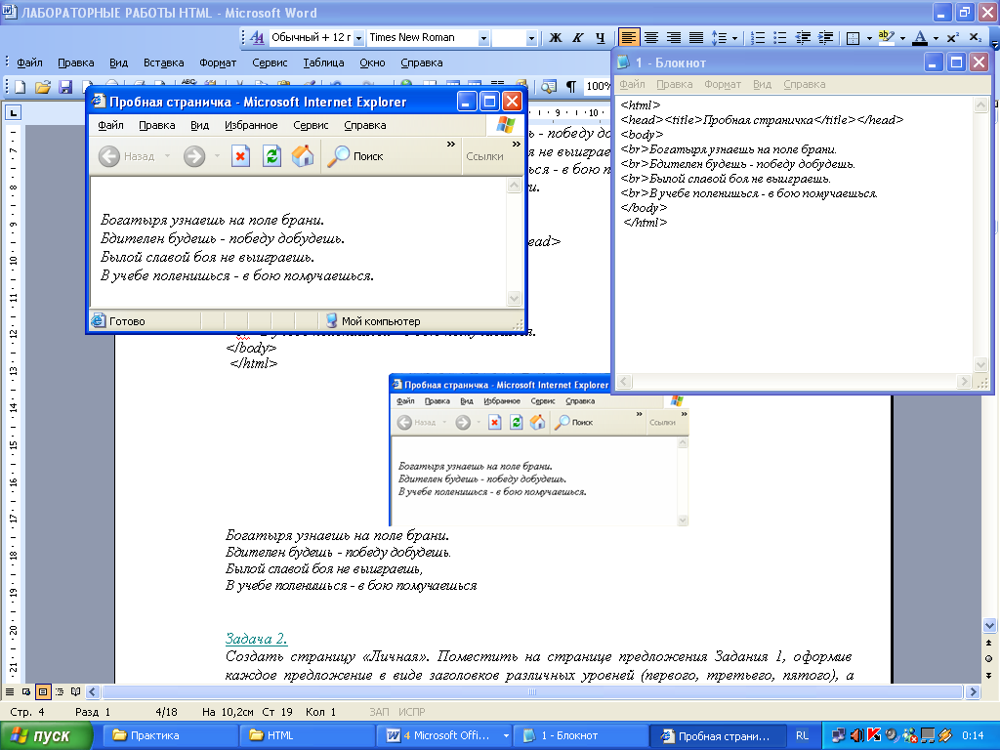 ЛАБОРАТОРНЫЕ РАБОТЫ HTML - Microsoft Word
Обычный + 12 г
Times New Roman
Ж К Ч
Файл Правка Вид Вставка Формат Сервис Таблица Окно Справка
100%
Пробная страничка - Microsoft Internet Explorer
Файл Правка Вид Избранное Сервис Справка
Назад Поиск Ссылки
Богатыря узнаешь на поле брани.
Бдителен будешь - победу добудешь.
Былой славой боя не выиграешь.
В учебе поленишься - в бою помучаешься.
Готово Мой компьютер
1 - Блокнот
Файл Правка Формат Вид Справка
<html>
<head><title>Пробная страничка</title></head>
<body>
<br>Богатыря узнаешь на поле брани.
<br>Бдителен будешь - победу добудешь.
<br>Былой славой боя не выиграешь.
<br>В учебе поленишься - в бою помучаешься.
</body>
</html>
</body>
</html>
Пробная страничка - Microsoft Internet Explorer
Файл Правка Вид Избранное Сервис Справка
Назад Поиск Ссылки
Богатыря узнаешь на поле брани.
Бдителен будешь - победу добудешь.
В учебе поленишься - в бою помучаешься.
Богатыря узнаешь на поле брани.
Бдителен будешь - победу добудешь.
Былой славой боя не выиграешь,
В учебе поленишься - в бою помучаешься
Задача 2.
Создать страницу «Личная». Поместить на странице предложения Задания 1, оформив
каждое предложение в виде заголовков различных уровней (первого, третьего, пятого), а
Стр. 4 Разд 1 4/18 На 10,2см Ст 19 Кол 1 ЗАП ИСПР
пуск Практика HTML 4 Microsoft Offi... 1 - Блокнот Пробная страни... RL 0:14